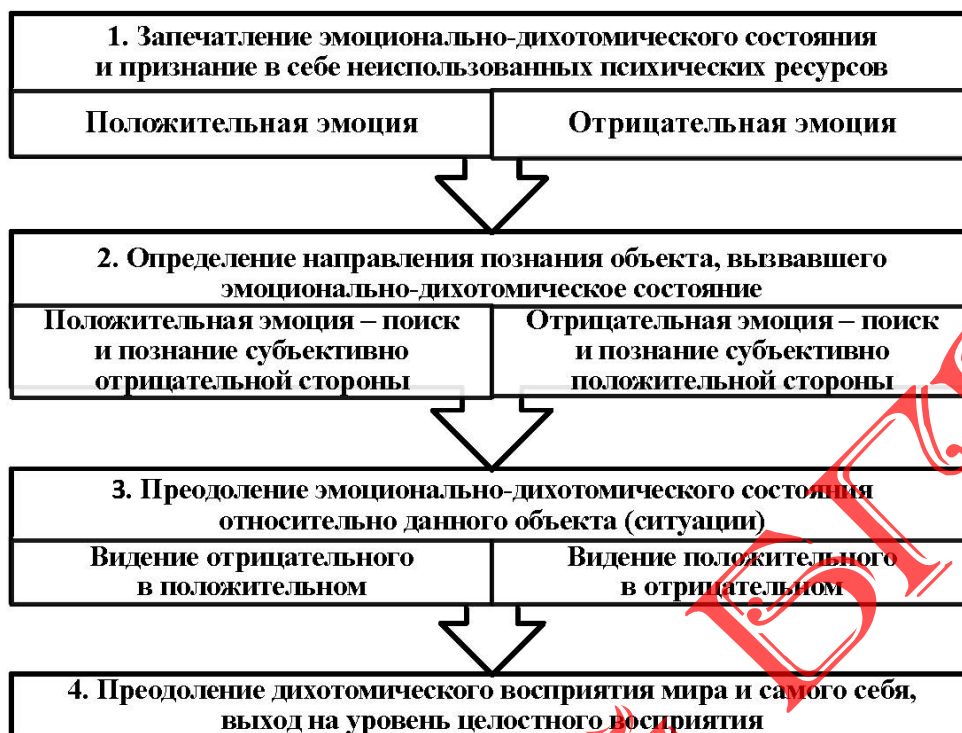 1. Запечатление эмоционально-дихотомического состояния
и признание в себе неиспользованных психических ресурсов
Положительная эмоция
Отрицательная эмоция
2. Определение направления познания объекта, вызвавшего
эмоционально-дихотомическое состояние
Положительная эмоция – поиск
и познание субъективно
отрицательной стороны
Отрицательная эмоция – поиск
и познание субъективно
положительной стороны
3. Преодоление эмоционально-дихотомического состояния
относительно данного объекта (ситуации)
Видение отрицательного
в положительном
Видение положительного
в отрицательном
4. Преодоление дихотомического восприятия мира и самого себя,
выход на уровень целостного восприятия